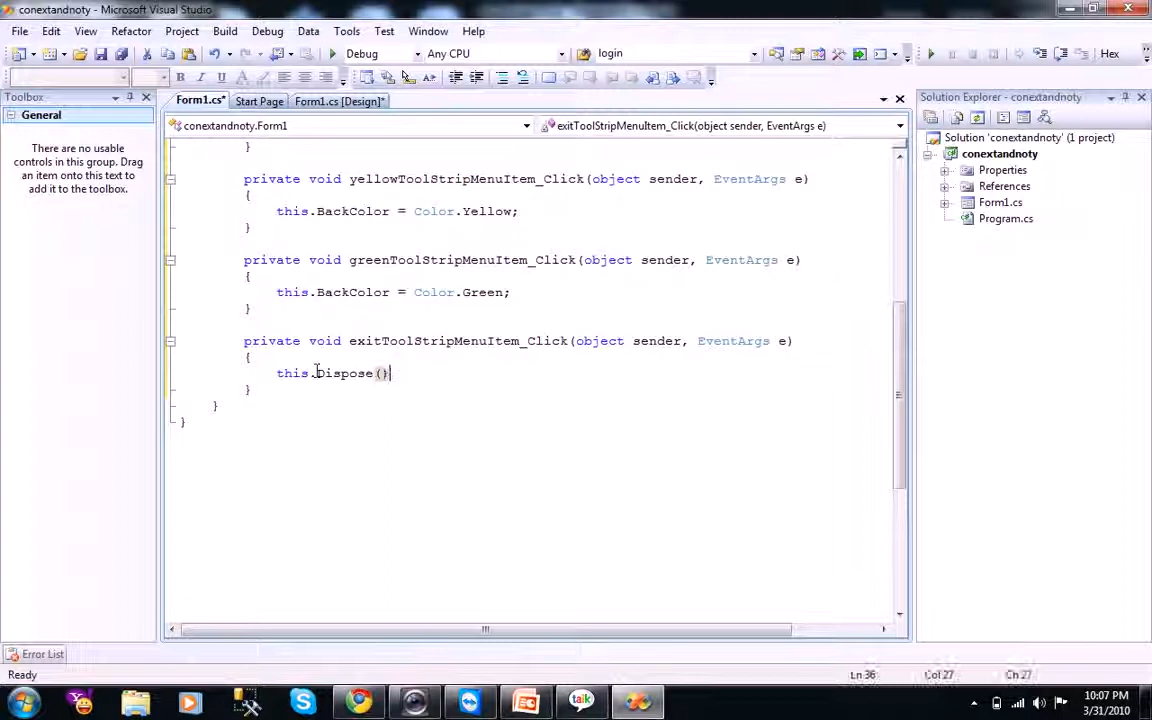 conextandnoty - Microsoft Visual Studio
File Edit View Refactor Project Build Debug Data Tools Test Window Help
Debug Any CPU login Hex
B I U A
Toolbox
General
There are no usable
controls in this group. Drag
an item onto this text to
add it to the toolbox.
Form1.cs* Start Page Form1.cs [Design]*
conextandnoty.Form1 exitToolStripMenuItem_Click(object sender, EventArgs e)
}
private void yellowToolStripMenuItem_Click(object sender, EventArgs e)
{
this.BackColor = Color.Yellow;
}
private void greenToolStripMenuItem_Click(object sender, EventArgs e)
{
this.BackColor = Color.Green;
}
private void exitToolStripMenuItem_Click(object sender, EventArgs e)
{
this.Dispose()
}
}
}
Solution Explorer - conextandnoty
Solution 'conextandnoty' (1 project)
conextandnoty
Properties
References
Form1.cs
Program.cs
Error List
Ready Ln 36 Col 27 Ch 27
talk
10:07 PM
3/31/2010